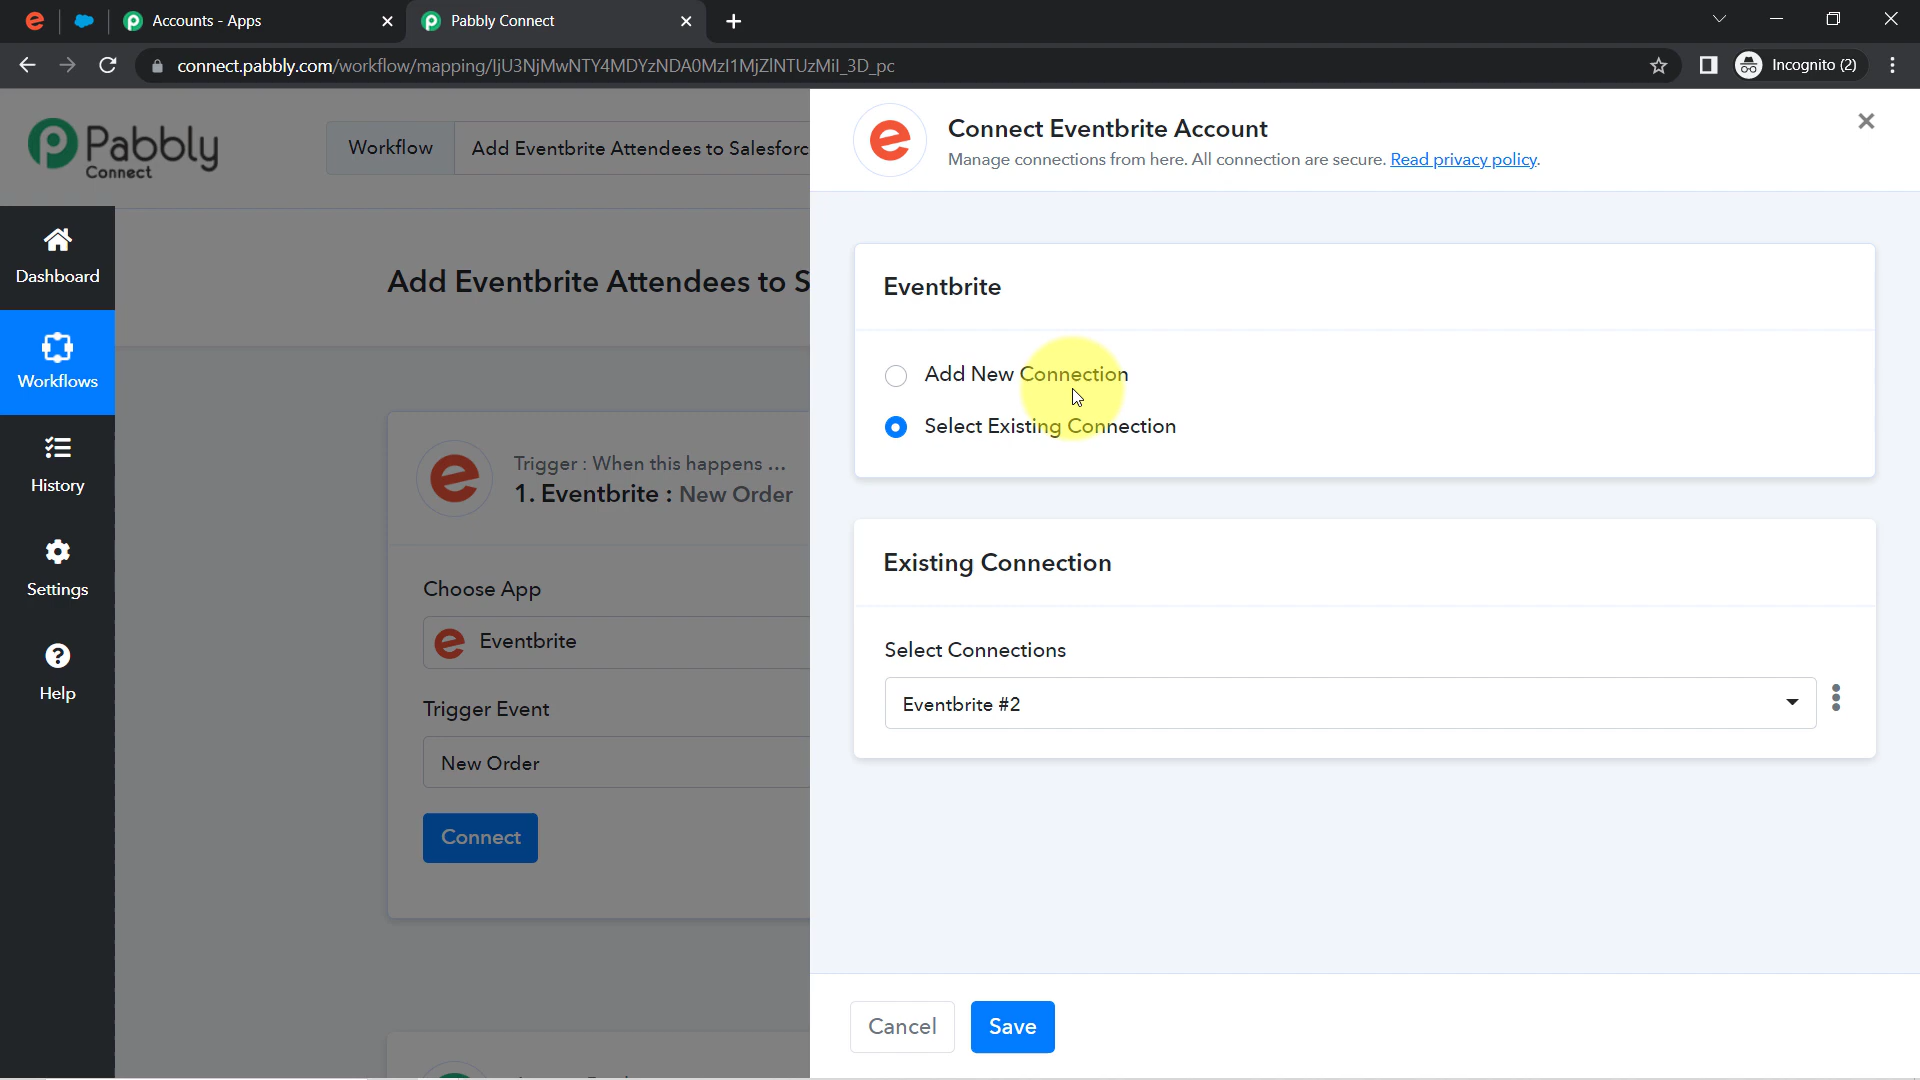 Accounts - Apps
Pabbly Connect
connect.pabbly.com/workflow/mapping/IjU3NjMwNTY4MDYzNDA0MzI1MjZlNTUzMiI_3D_pc
Incognito (2)
Pabbly
Connect
Workflow
Add Eventbrite Attendees to Salesforc
Connect Eventbrite Account
Manage connections from here. All connection are secure. Read privacy policy.
Dashboard
Workflows
History
Settings
Help
Add Eventbrite Attendees to S
Trigger : When this happens ...
1. Eventbrite : New Order
Choose App
Eventbrite
Trigger Event
New Order
Connect
Eventbrite
Add New Connection
Select Existing Connection
Existing Connection
Select Connections
Eventbrite #2
Cancel
Save